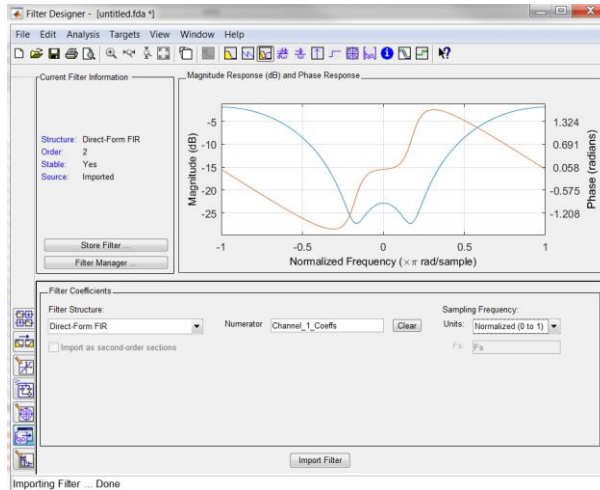 Filter Designer - [untitled.fda *]
File Edit Analysis Targets View Window Help
Current Filter Information
Structure: Direct-Form FIR
Order: 2
Stable: Yes
Source: Imported
Store Filter ...
Filter Manager ...
Magnitude Response (dB) and Phase Response
Magnitude (dB)
-5
-10
-15
-20
-25
1.324
0.691
0.058
-0.575
-1.208
Phase (radians)
-1 -0.5 0 0.5 1
Normalized Frequency (×π rad/sample)
Filter Coefficients
Filter Structure:
Direct-Form FIR
Import as second-order sections
Numerator Channel_1_Coeffs Clear
Sampling Frequency:
Units: Normalized (0 to 1)
Fs: Fs
Import Filter
Importing Filter ... Done